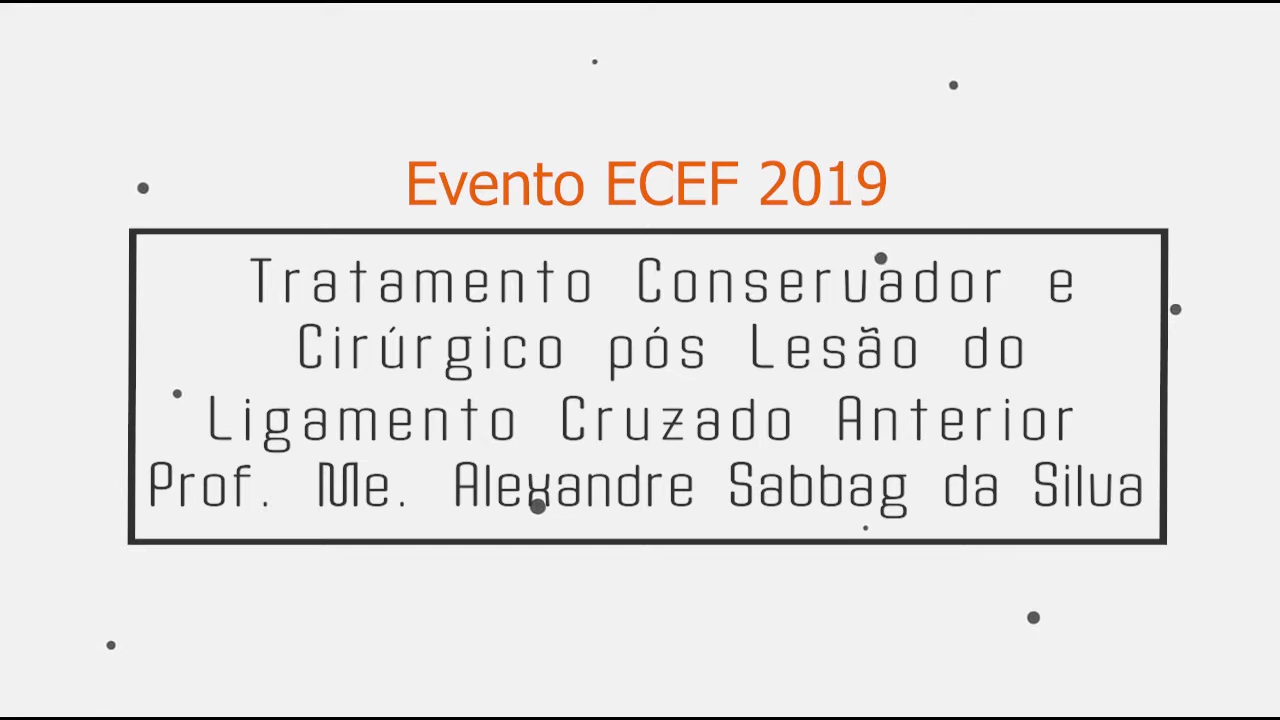 Evento ECEF 2019
Tratamento Conservador e
Cirúrgico pós Lesão do
Ligamento Cruzado Anterior
Prof. Me. Alexandre Sabbag da Silva